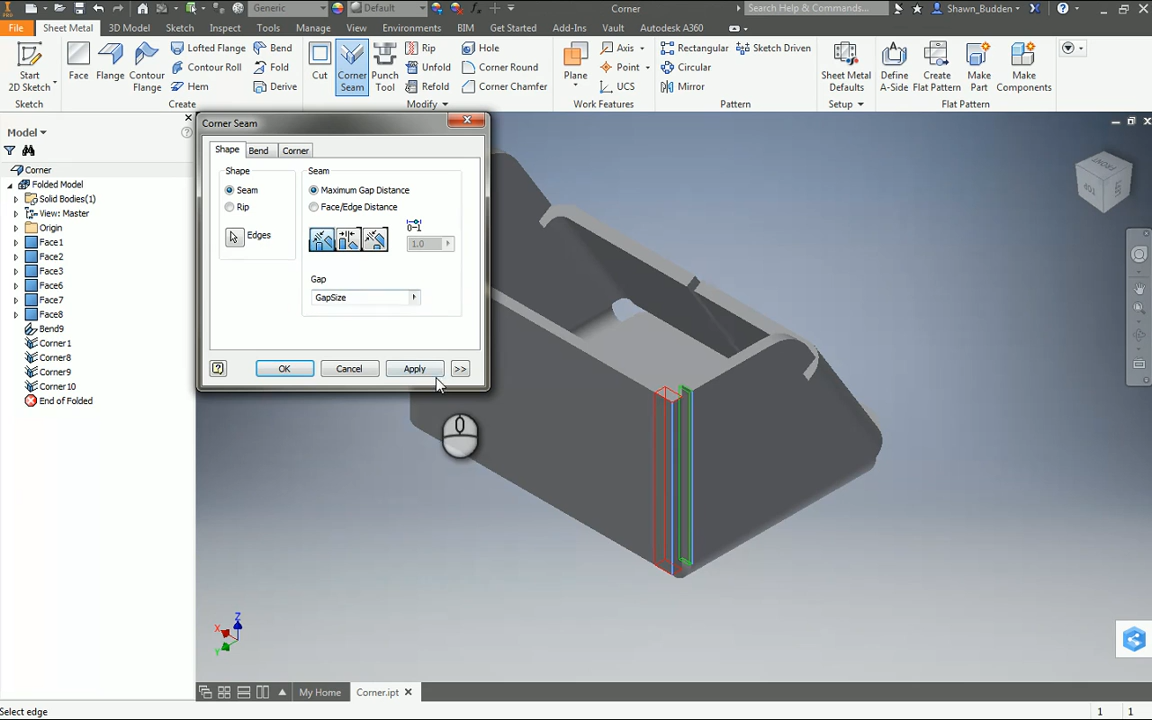 Generic
Default
Corner
Search Help & Commands...
Shawn_Budden
File
Sheet Metal
3D Model
Sketch
Inspect
Tools
Manage
View
Environments
BIM
Get Started
Add-Ins
Vault
Autodesk A360
Start
2D Sketch
Face
Flange
Contour
Flange
Lofted Flange
Contour Roll
Hem
Bend
Fold
Derive
Cut
Corner
Seam
Punch
Tool
Rip
Unfold
Refold
Hole
Corner Round
Corner Chamfer
Plane
Axis
Point
UCS
Rectangular
Circular
Mirror
Sketch Driven
Sheet Metal
Defaults
Define
A-Side
Create
Flat Pattern
Make
Part
Make
Components
Sketch
Create
Modify
Work Features
Pattern
Setup
Flat Pattern
Model
Corner
Folded Model
Solid Bodies(1)
View: Master
Origin
Face1
Face2
Face3
Face6
Face7
Face8
Bend9
Corner1
Corner8
Corner9
Corner10
End of Folded
Corner Seam
Shape
Bend
Corner
Shape
Seam
Rip
Edges
Seam
Maximum Gap Distance
Face/Edge Distance
0-1
1.0
Gap
GapSize
OK
Cancel
Apply
>>
FRONT
TOP
Z
X
Y
My Home
Corner.ipt
Select edge
1
1